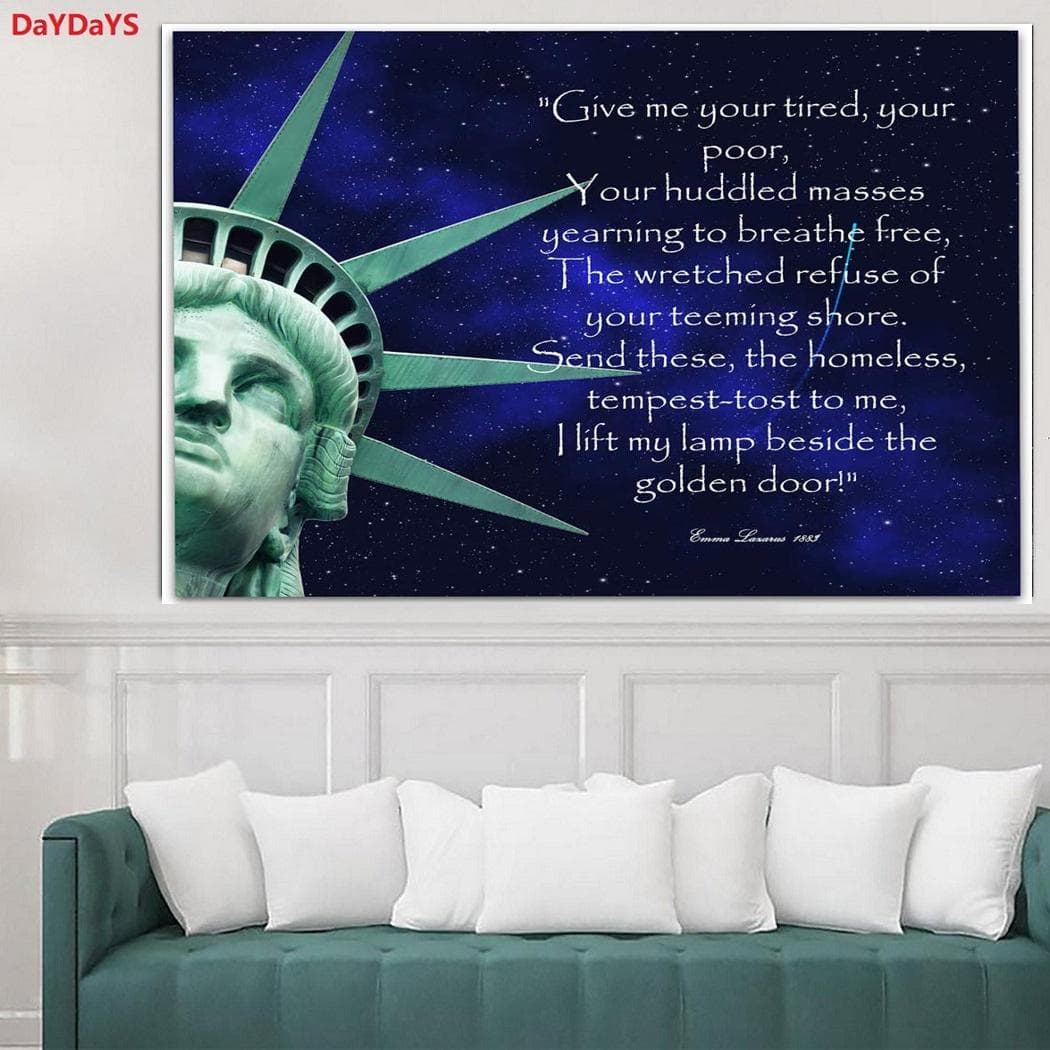 DaYDaYS
"Give me your tired, your
poor,
Your huddled masses
yearning to breathe free,
The wretched refuse of
your teeming shore.
Send these, the homeless,
tempest-tost to me,
I lift my lamp beside the
golden door!"
Emma Lazarus 1883